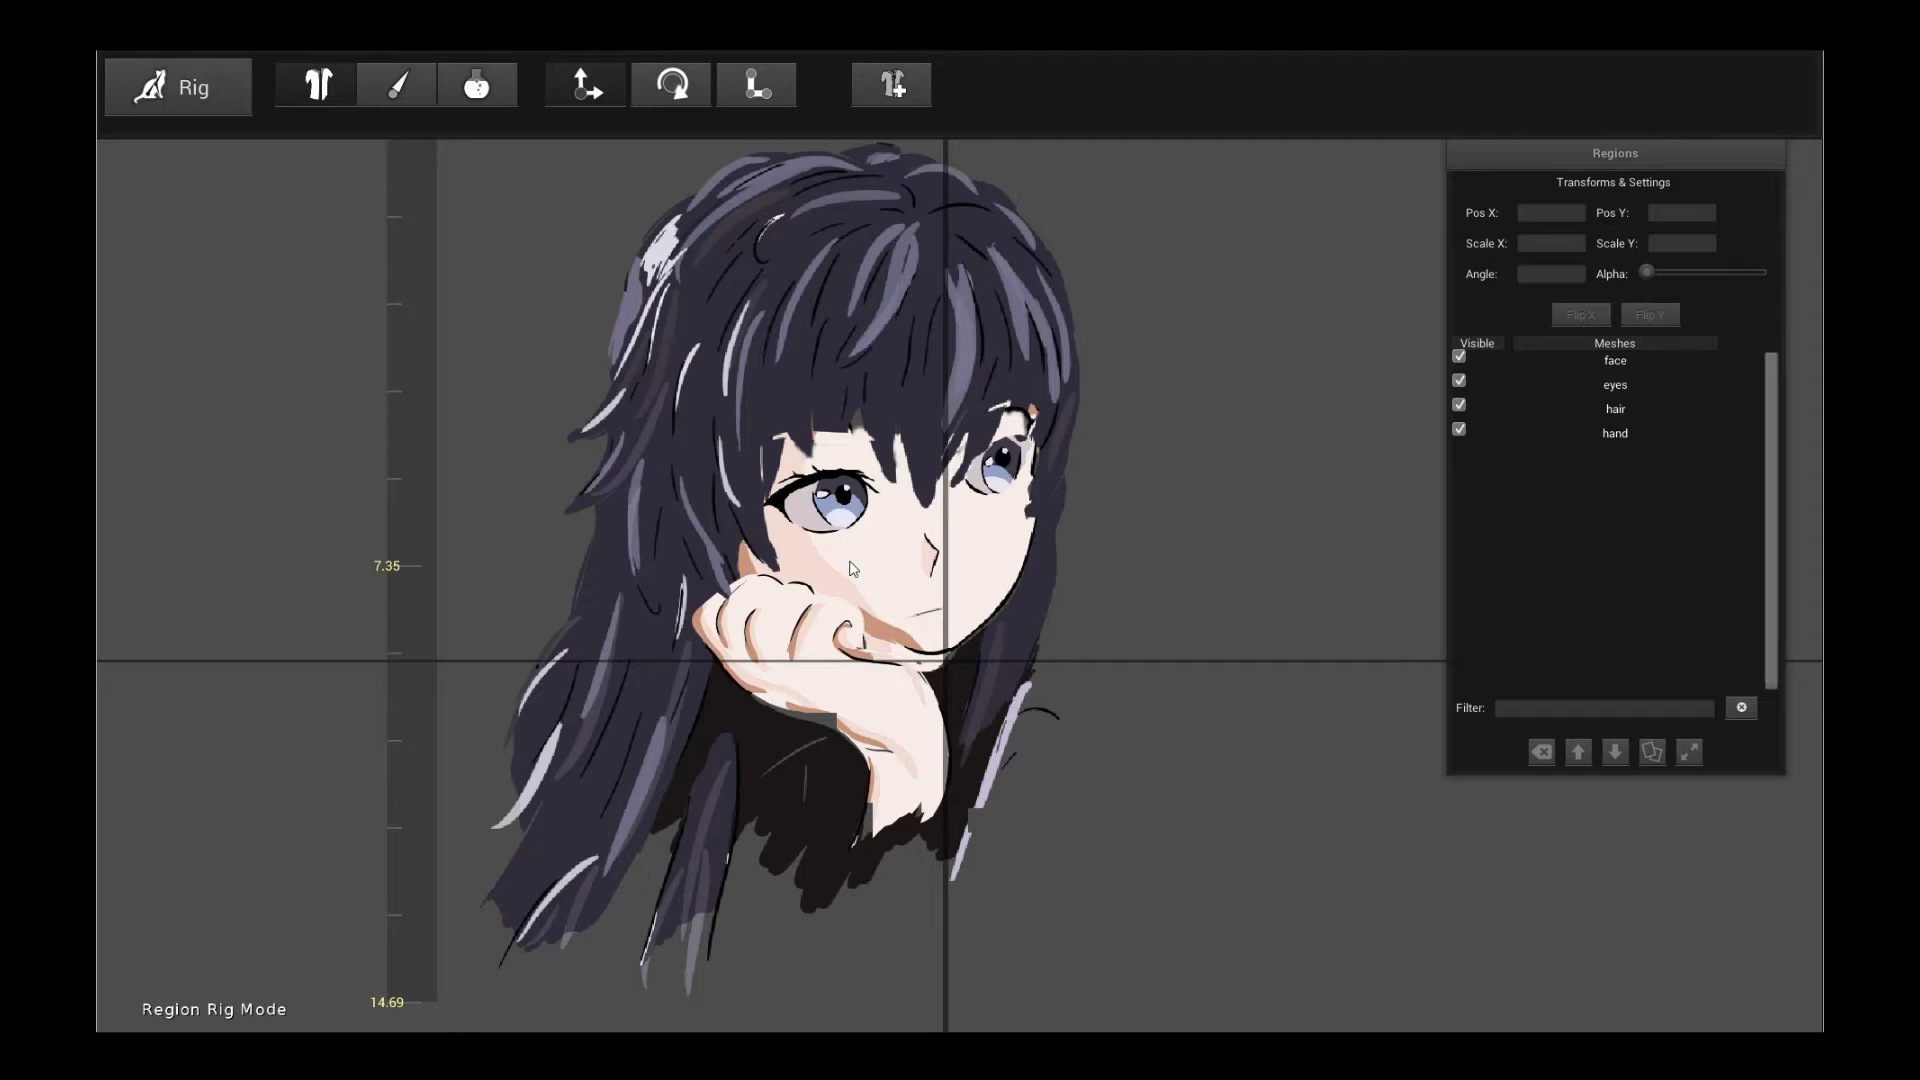 Rig
Regions
Transforms & Settings
Pos X: Pos Y:
Scale X: Scale Y:
Angle: Alpha:
Flip X Flip Y
Visible Meshes
face
eyes
hair
hand
7.35
Filter:
14.69
Region Rig Mode